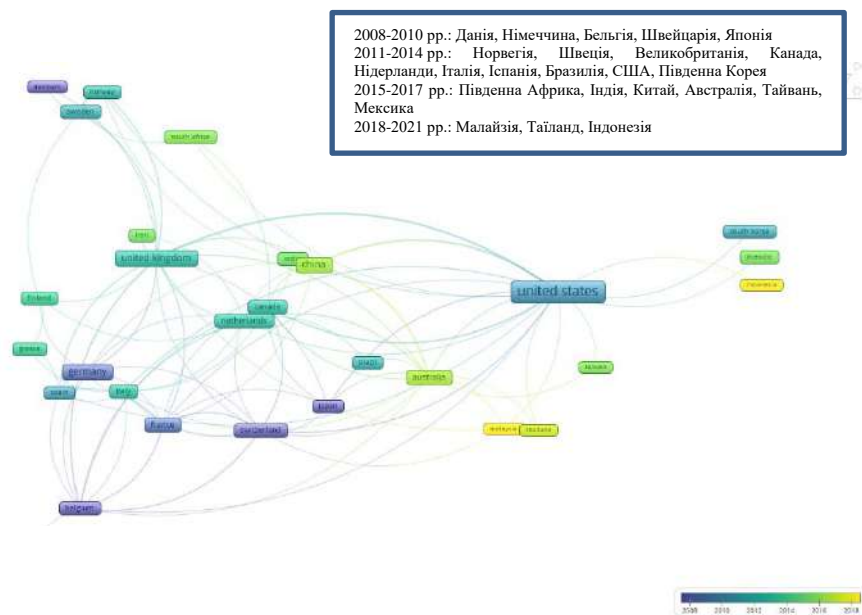 2008-2010 рр.: Данія, Німеччина, Бельгія, Швейцарія, Японія
2011-2014 рр.: Норвегія, Швеція, Великобританія, Канада,
Нідерланди, Італія, Іспанія, Бразилія, США, Південна Корея
2015-2017 рр.: Південна Африка, Індія, Китай, Австралія, Тайвань,
Мексика
2018-2021 рр.: Малайзія, Таїланд, Індонезія
denmark
norway
sweden
south africa
south korea
united kingdom
china
united states
finland
canada
netherlands
greece
brazil
germany
australia
spain
italy
japan
france
switzerland
malaysia
belgium
2008 2010 2012 2014 2016 2018